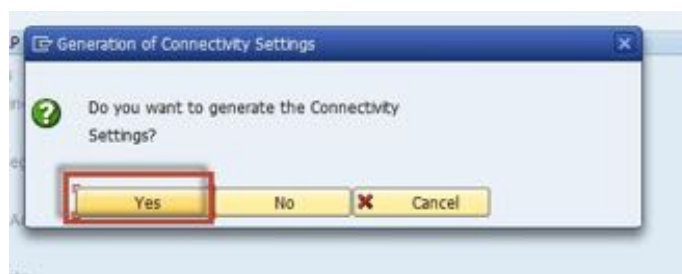 Generation of Connectivity Settings
Do you want to generate the Connectivity
Settings?
Yes No Cancel